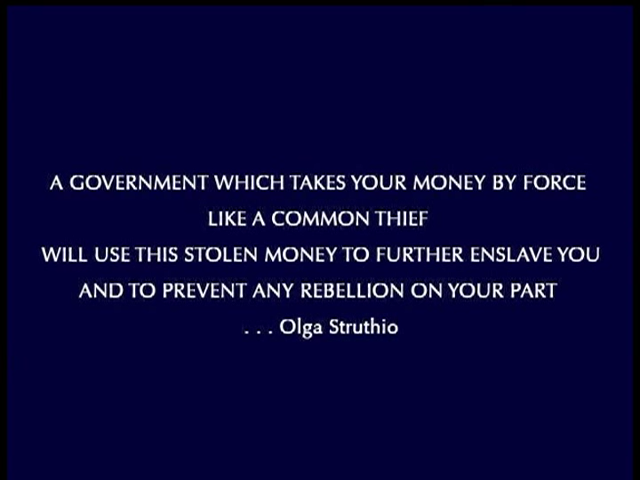 A GOVERNMENT WHICH TAKES YOUR MONEY BY FORCE
LIKE A COMMON THIEF
WILL USE THIS STOLEN MONEY TO FURTHER ENSLAVE YOU
AND TO PREVENT ANY REBELLION ON YOUR PART
. . . Olga Struthio